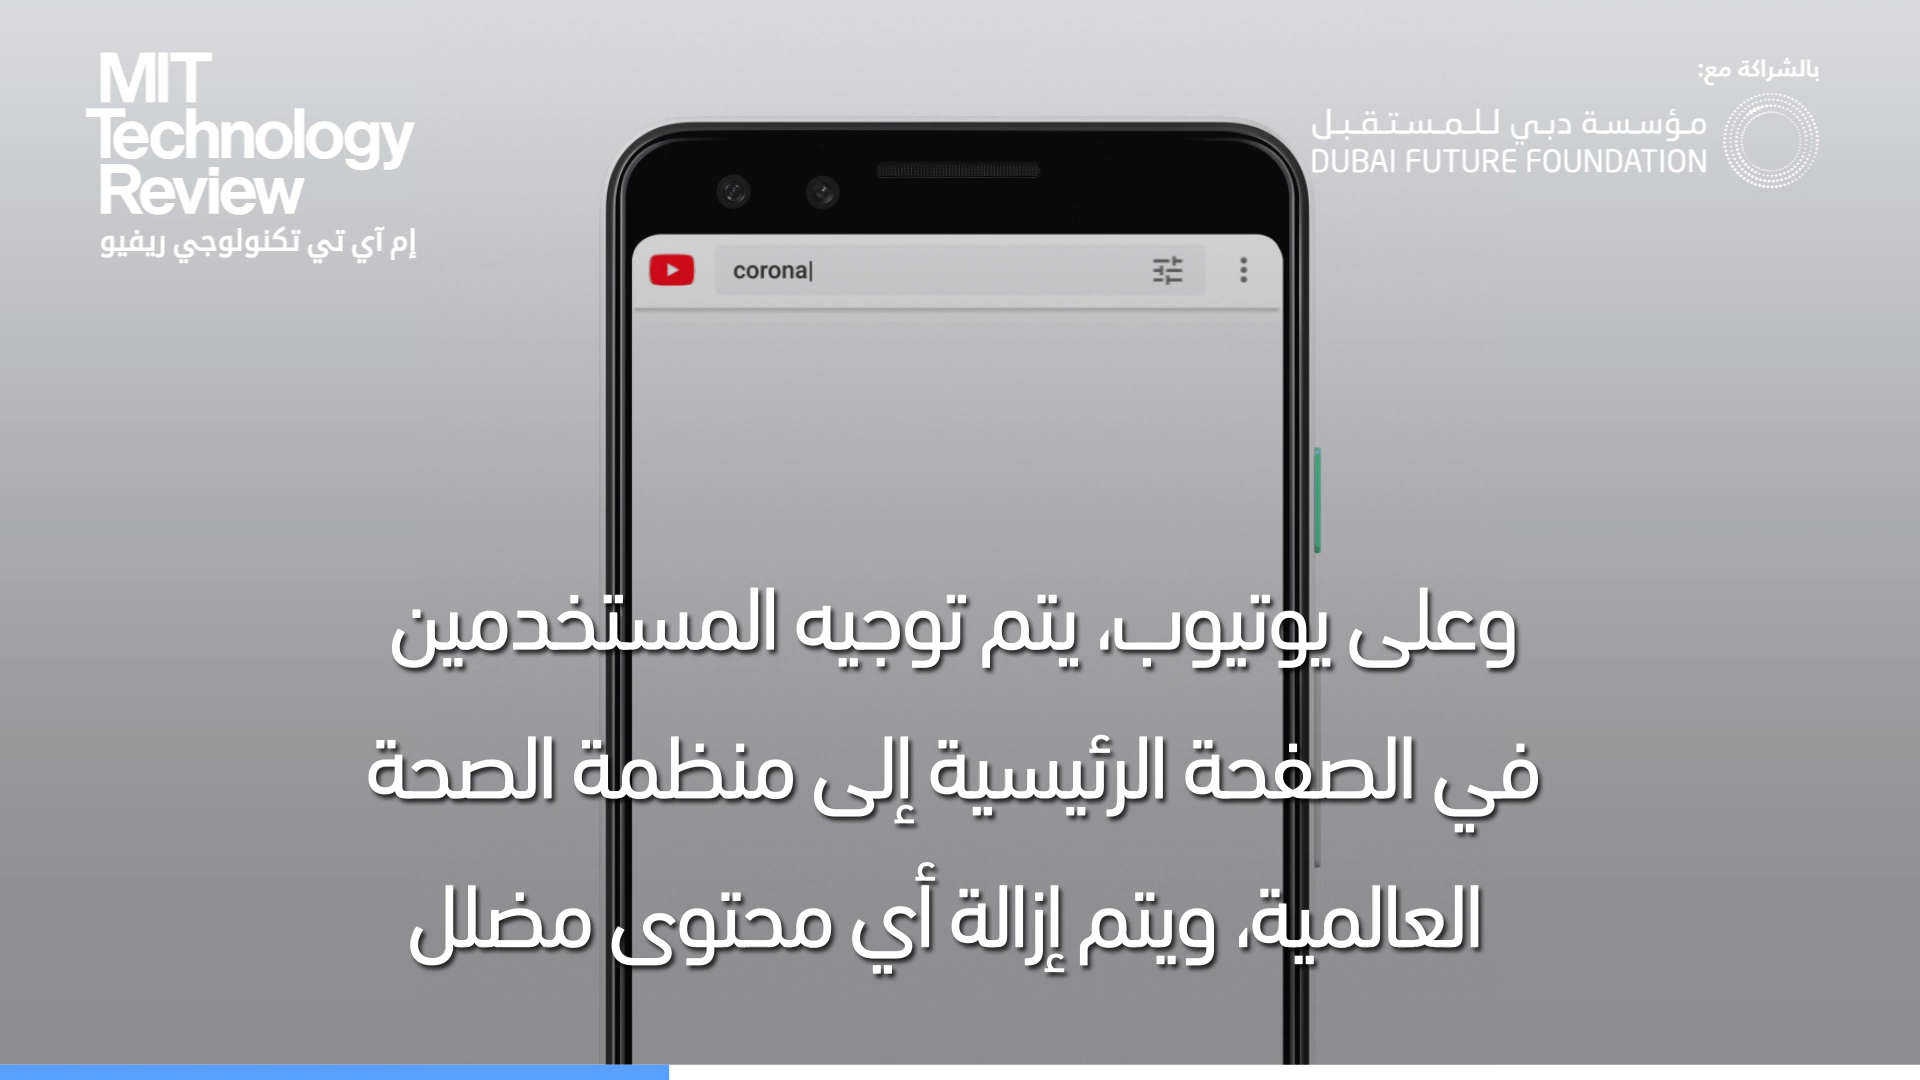 MIT
Technology
Review
إم آي تي تكنولوجي ريفيو
بالشراكة مع:
مؤسسة دبي للمستقبل
DUBAI FUTURE FOUNDATION
corona
وعلى يوتيوب، يتم توجيه المستخدمين
في الصفحة الرئيسية إلى منظمة الصحة
العالمية، ويتم إزالة أي محتوى مضلل